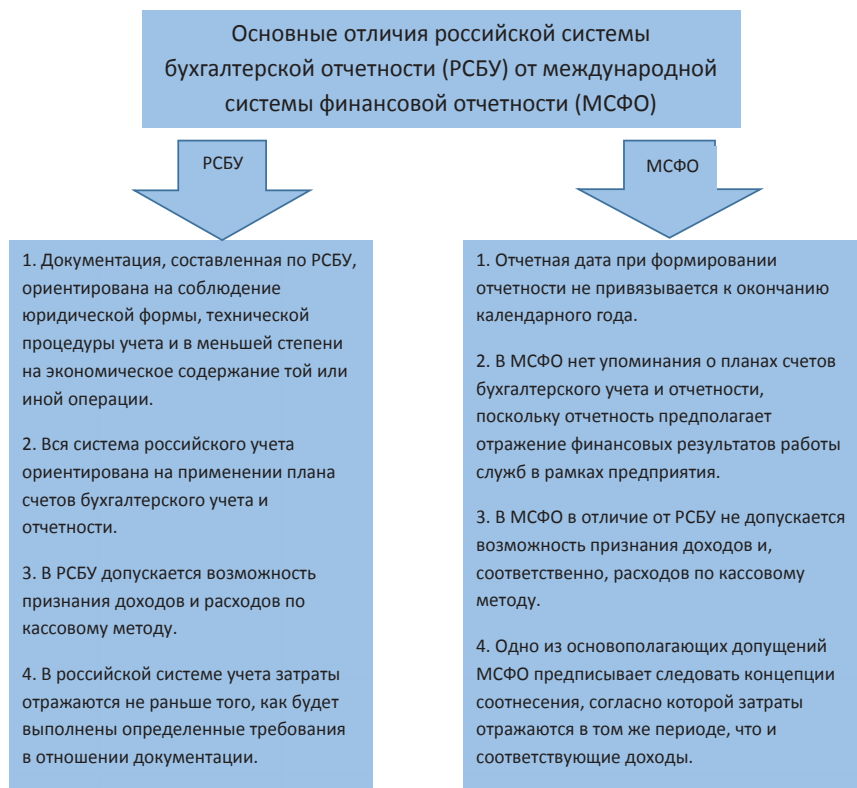 Основные отличия российской системы
бухгалтерской отчетности (РСБУ) от международной
системы финансовой отчетности (МСФО)
РСБУ
МСФО
1. Документация, составленная по РСБУ,
ориентирована на соблюдение
юридической формы, технической
процедуры учета и в меньшей степени
на экономическое содержание той или
иной операции.
2. Вся система российского учета
ориентирована на применении плана
счетов бухгалтерского учета и
отчетности.
3. В РСБУ допускается возможность
признания доходов и расходов по
кассовому методу.
4. В российской системе учета затраты
отражаются не раньше того, как будет
выполнены определенные требования
в отношении документации.
1. Отчетная дата при формировании
отчетности не привязывается к окончанию
календарного года.
2. В МСФО нет упоминания о планах счетов
бухгалтерского учета и отчетности,
поскольку отчетность предполагает
отражение финансовых результатов работы
служб в рамках предприятия.
3. В МСФО в отличие от РСБУ не допускается
возможность признания доходов и,
соответственно, расходов по кассовому
методу.
4. Одно из основополагающих допущений
МСФО предписывает следовать концепции
соотнесения, согласно которой затраты
отражаются в том же периоде, что и
соответствующие доходы.